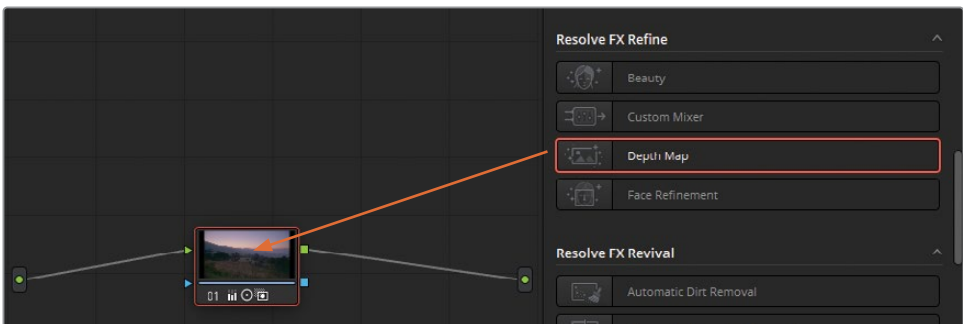 Resolve FX Refine
Beauty
Custom Mixer
Depth Map
Face Refinement
01
Resolve FX Revival
Automatic Dirt Removal